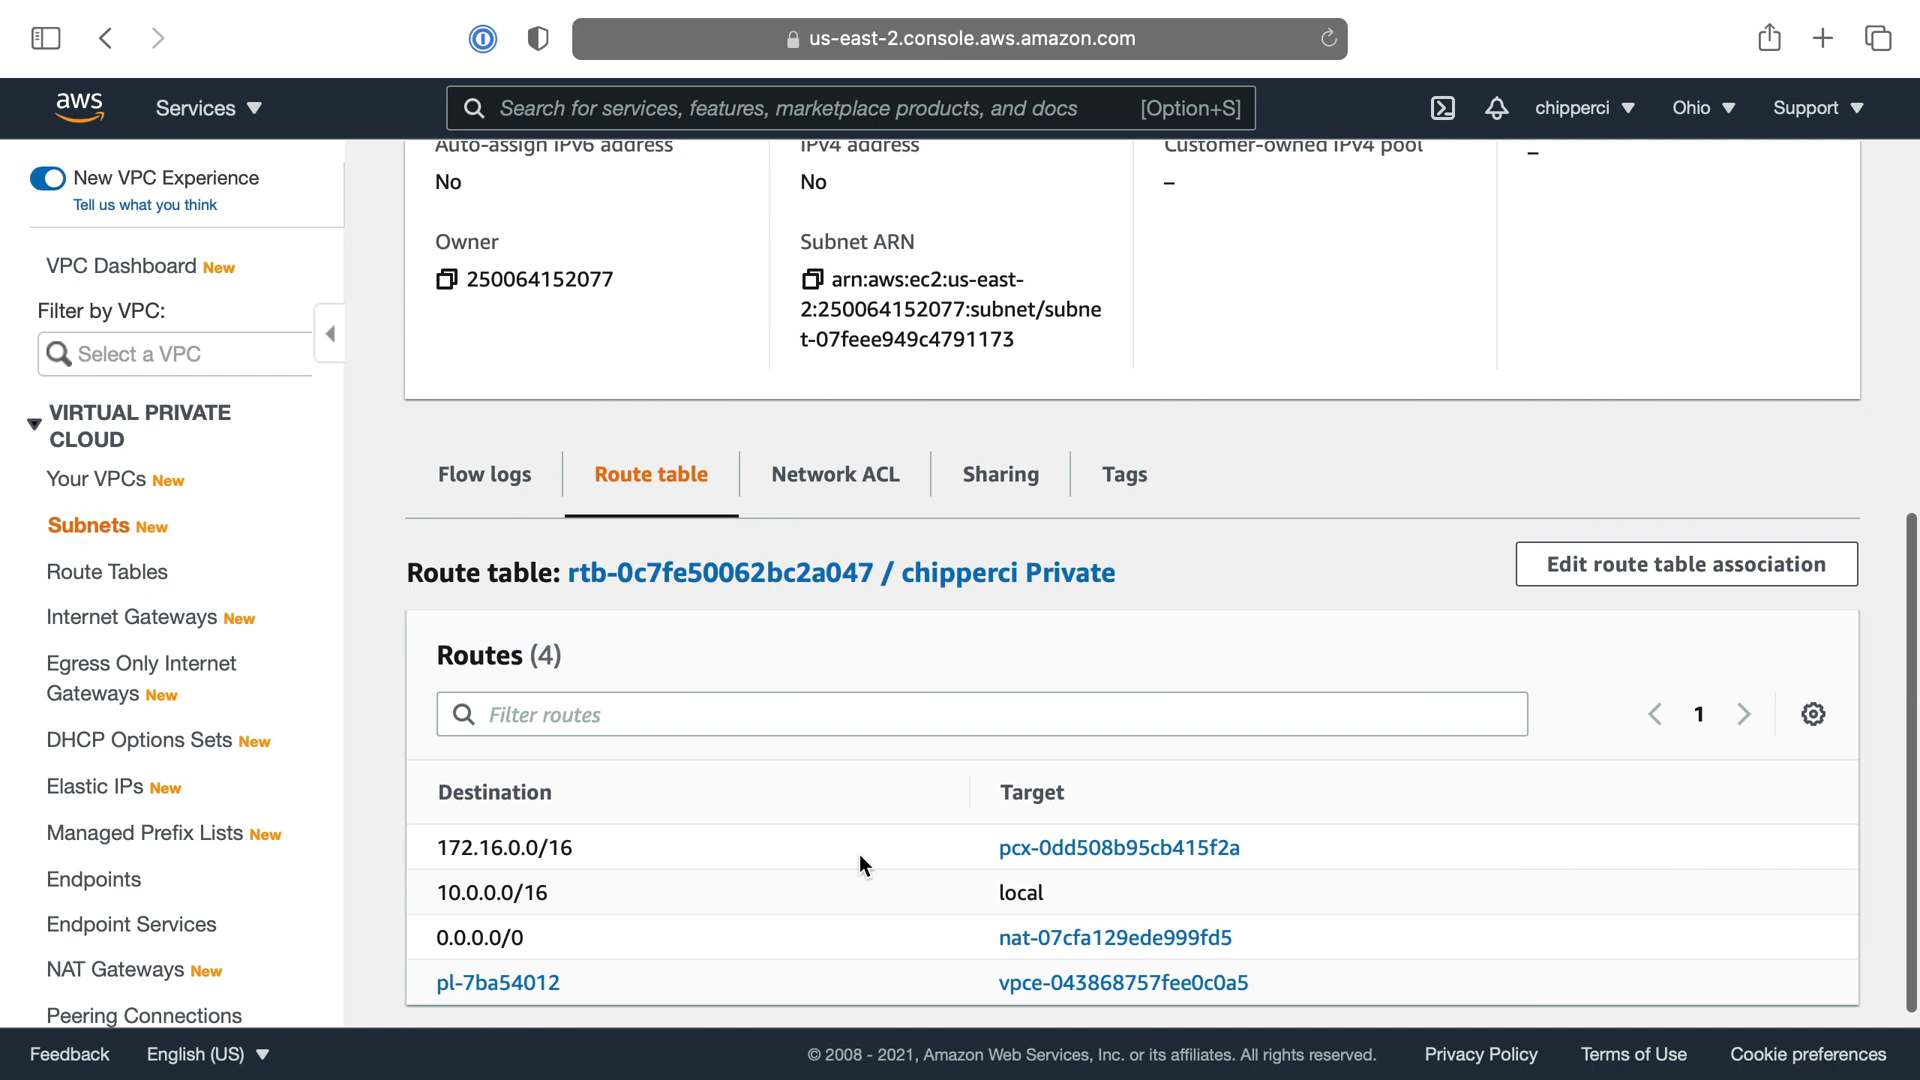 us-east-2.console.aws.amazon.com
aws
Services
Search for services, features, marketplace products, and docs [Option+S]
chipperci
Ohio
Support
New VPC Experience
Tell us what you think
VPC Dashboard New
Filter by VPC:
Select a VPC
VIRTUAL PRIVATE
CLOUD
Your VPCs New
Subnets New
Route Tables
Internet Gateways New
Egress Only Internet
Gateways New
DHCP Options Sets New
Elastic IPs New
Managed Prefix Lists New
Endpoints
Endpoint Services
NAT Gateways New
Peering Connections
Auto-assign IPv6 address
No
IPv4 address
No
Customer-owned IPv4 pool
–
–
Owner
250064152077
Subnet ARN
arn:aws:ec2:us-east-
2:250064152077:subnet/subne
t-07feee949c4791173
Flow logs
Route table
Network ACL
Sharing
Tags
Route table: rtb-0c7fe50062bc2a047 / chipperci Private
Edit route table association
Routes (4)
Filter routes
1
Destination Target
172.16.0.0/16 pcx-0dd508b95cb415f2a
10.0.0.0/16 local
0.0.0.0/0 nat-07cfa129ede999fd5
pl-7ba54012 vpce-043868757fee0c0a5
Feedback
English (US)
© 2008 - 2021, Amazon Web Services, Inc. or its affiliates. All rights reserved.
Privacy Policy
Terms of Use
Cookie preferences